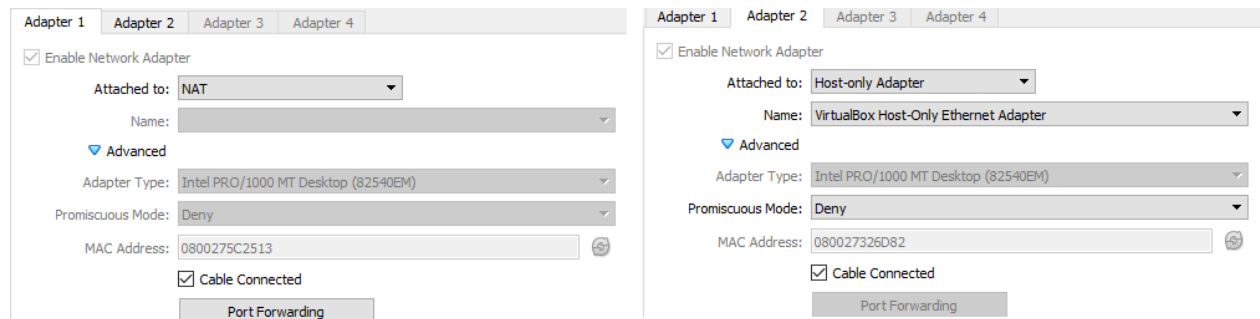 Adapter 1 Adapter 2 Adapter 3 Adapter 4
Enable Network Adapter
Attached to: NAT
Name:
Advanced
Adapter Type: Intel PRO/1000 MT Desktop (82540EM)
Promiscuous Mode: Deny
MAC Address: 0800275C2513
Cable Connected
Port Forwarding
Adapter 1 Adapter 2 Adapter 3 Adapter 4
Enable Network Adapter
Attached to: Host-only Adapter
Name: VirtualBox Host-Only Ethernet Adapter
Advanced
Adapter Type: Intel PRO/1000 MT Desktop (82540EM)
Promiscuous Mode: Deny
MAC Address: 080027326D82
Cable Connected
Port Forwarding